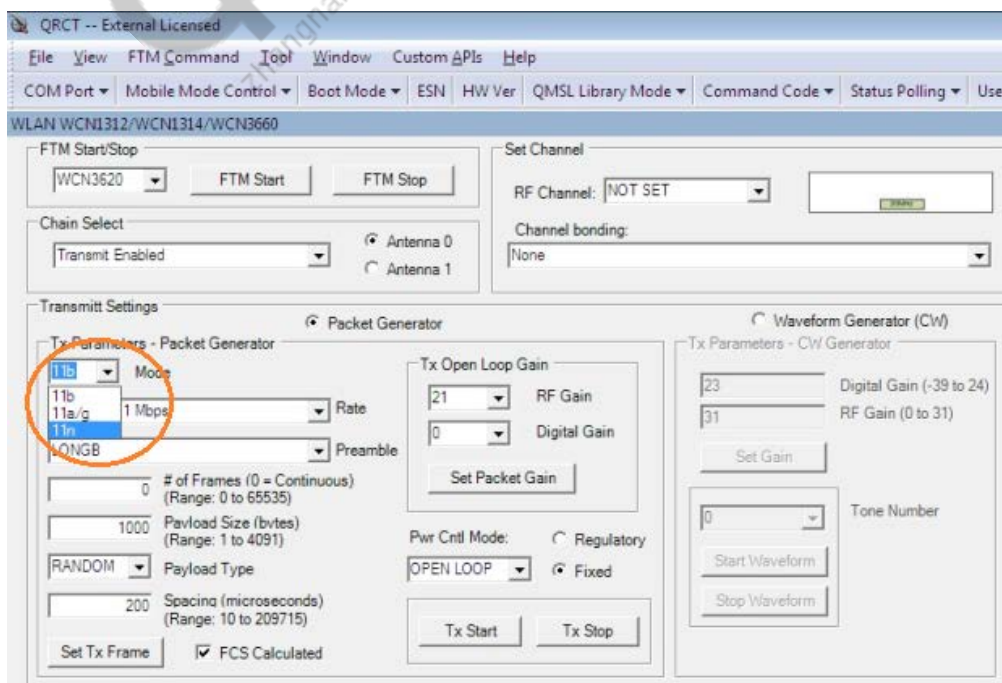 QRCT -- External Licensed
File View FTM Command Tool Window Custom APIs Help
COM Port Mobile Mode Control Boot Mode ESN HW Ver QMSL Library Mode Command Code Status Polling Use
WLAN WCN1312/WCN1314/WCN3660
FTM Start/Stop
WCN3620 FTM Start FTM Stop
Set Channel
RF Channel: NOT SET
Chain Select
Transmit Enabled
Antenna 0
Antenna 1
Channel bonding:
None
Transmitt Settings
Packet Generator
Waveform Generator (CW)
Tx Parameters - Packet Generator
11b Mode
11b
11a/g
11n
1 Mbps Rate
LONGB Preamble
0 # of Frames (0 = Continuous)
(Range: 0 to 65535)
1000 Payload Size (bytes)
(Range: 1 to 4091)
RANDOM Payload Type
200 Spacing (microseconds)
(Range: 10 to 209715)
Set Tx Frame FCS Calculated
Tx Open Loop Gain
21 RF Gain
0 Digital Gain
Set Packet Gain
Pwr Cntl Mode: Regulatory
OPEN LOOP Fixed
Tx Start Tx Stop
Tx Parameters - CW Generator
23 Digital Gain (-39 to 24)
31 RF Gain (0 to 31)
Set Gain
0 Tone Number
Start Waveform
Stop Waveform